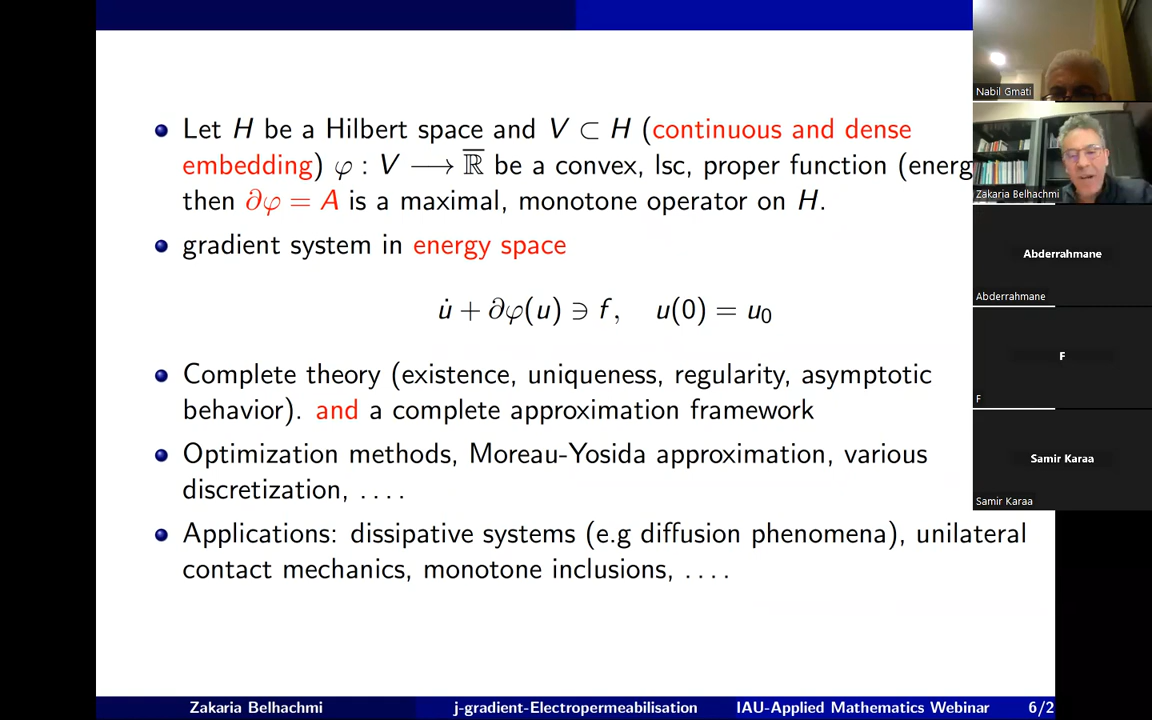 Let H be a Hilbert space and V ⊂ H (continuous and dense
embedding) φ : V ⟶ ℝ̅ be a convex, lsc, proper function (energ
then ∂φ = A is a maximal, monotone operator on H.
gradient system in energy space
u̇ + ∂φ(u) ∋ f, u(0) = u₀
Complete theory (existence, uniqueness, regularity, asymptotic
behavior). and a complete approximation framework
Optimization methods, Moreau-Yosida approximation, various
discretization, ....
Applications: dissipative systems (e.g diffusion phenomena), unilateral
contact mechanics, monotone inclusions, ....
Zakaria Belhachmi j-gradient-Electropermeabilisation IAU-Applied Mathematics Webinar 6/2
Nabil Gmati
Zakaria Belhachmi
Abderrahmane
Abderrahmane
F
F
Samir Karaa
Samir Karaa